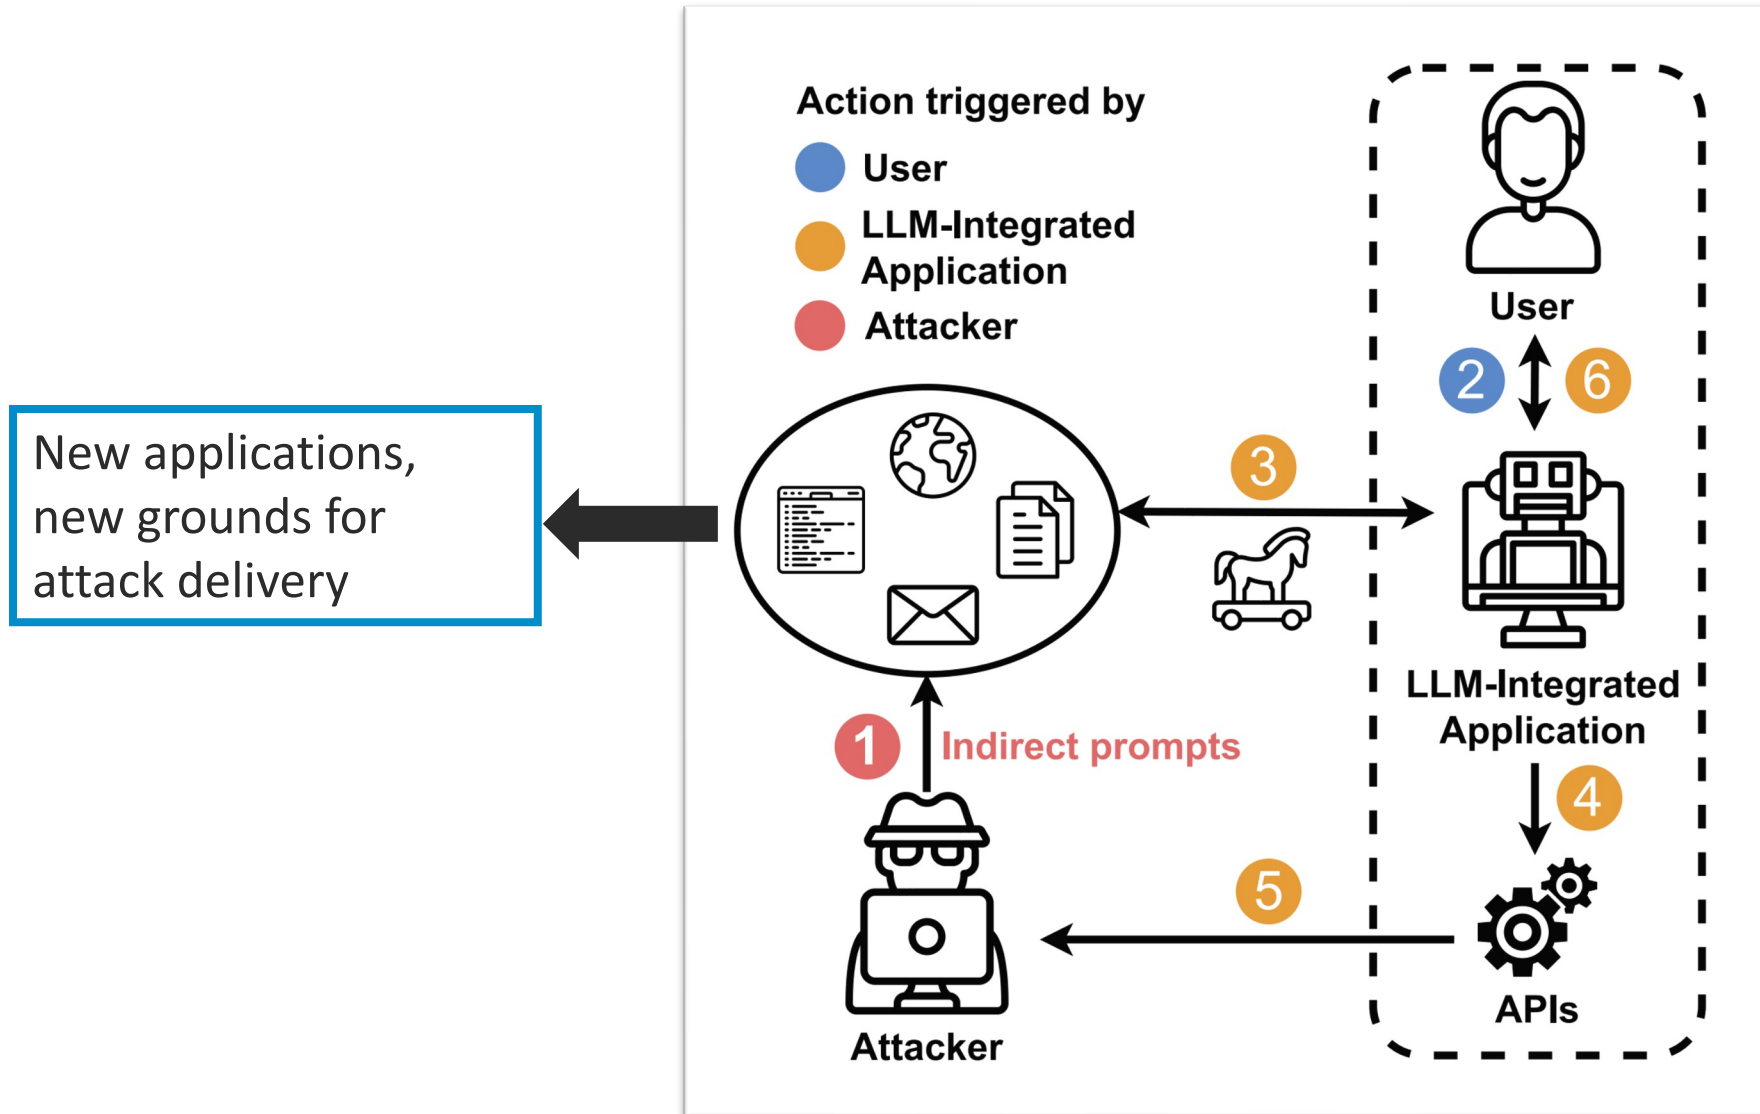 Action triggered by
User
LLM-Integrated
Application
Attacker
New applications,
new grounds for
attack delivery
User
2
6
3
LLM-Integrated
Application
1
Indirect prompts
4
5
APIs
Attacker